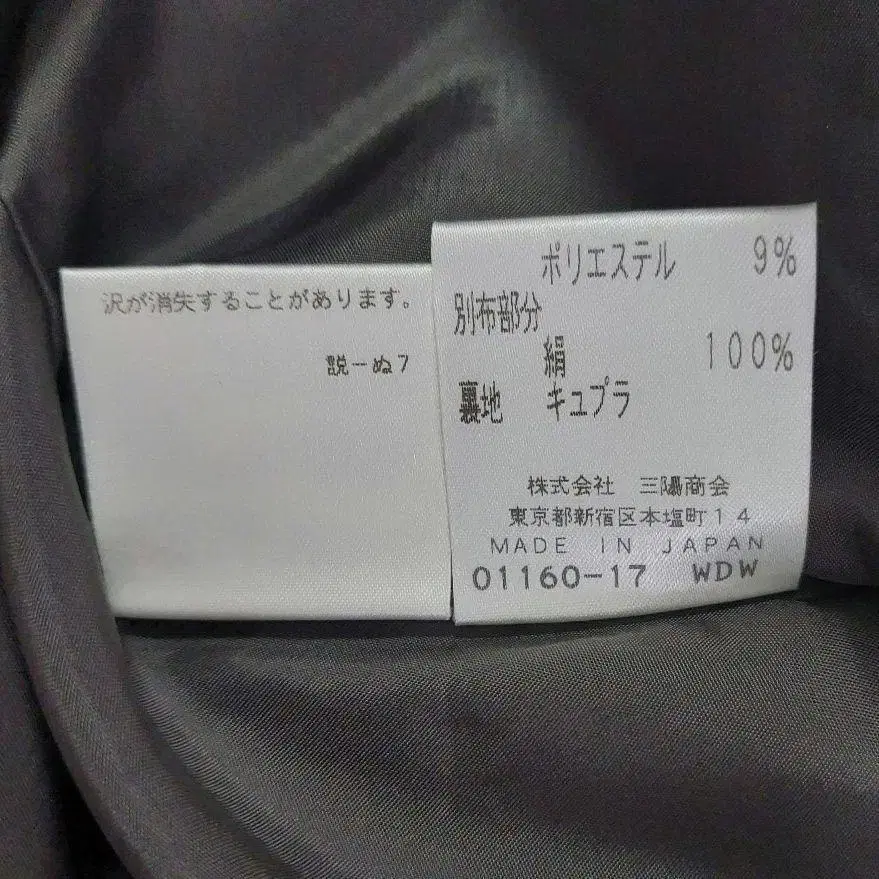 沢が消失することがあります。
説－ぬ7
ポリエステル 9%
別布部分
絹 100%
裏地 キュプラ
株式会社 三陽商会
東京都新宿区本塩町14
MADE IN JAPAN
01160-17 WDW